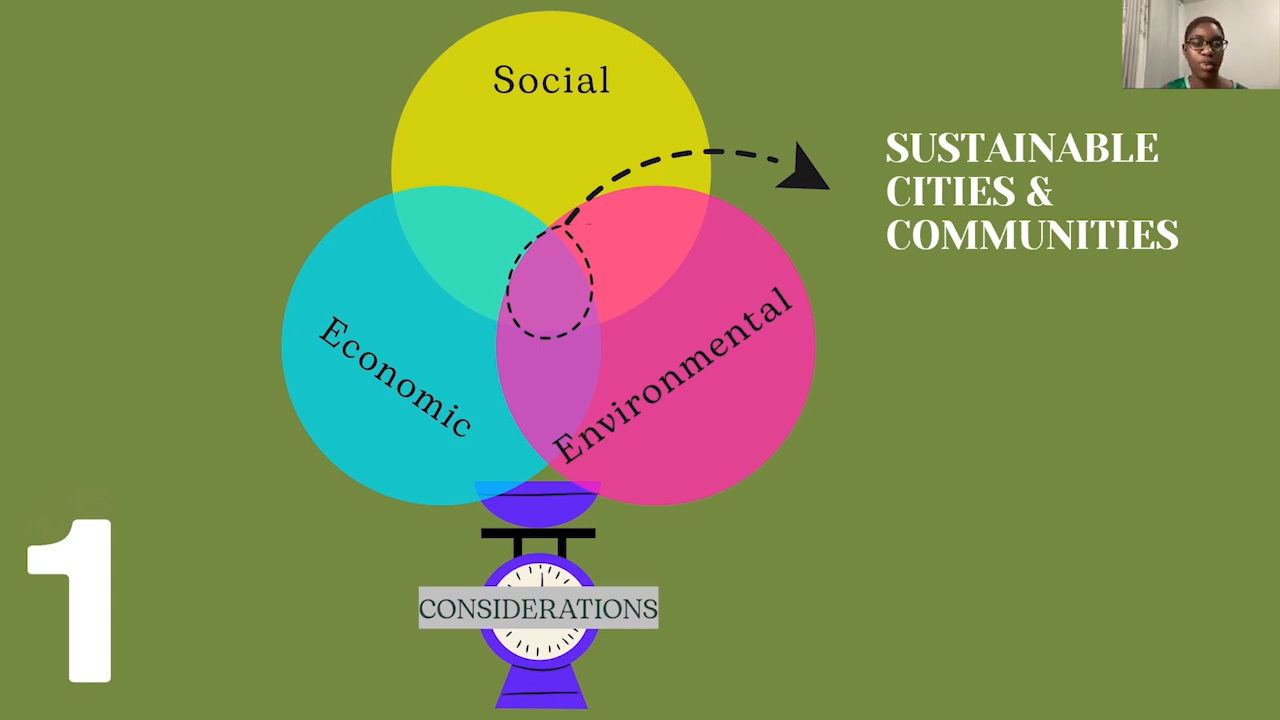 Social
SUSTAINABLE
CITIES &
COMMUNITIES
Economic
Environmental
1
CONSIDERATIONS